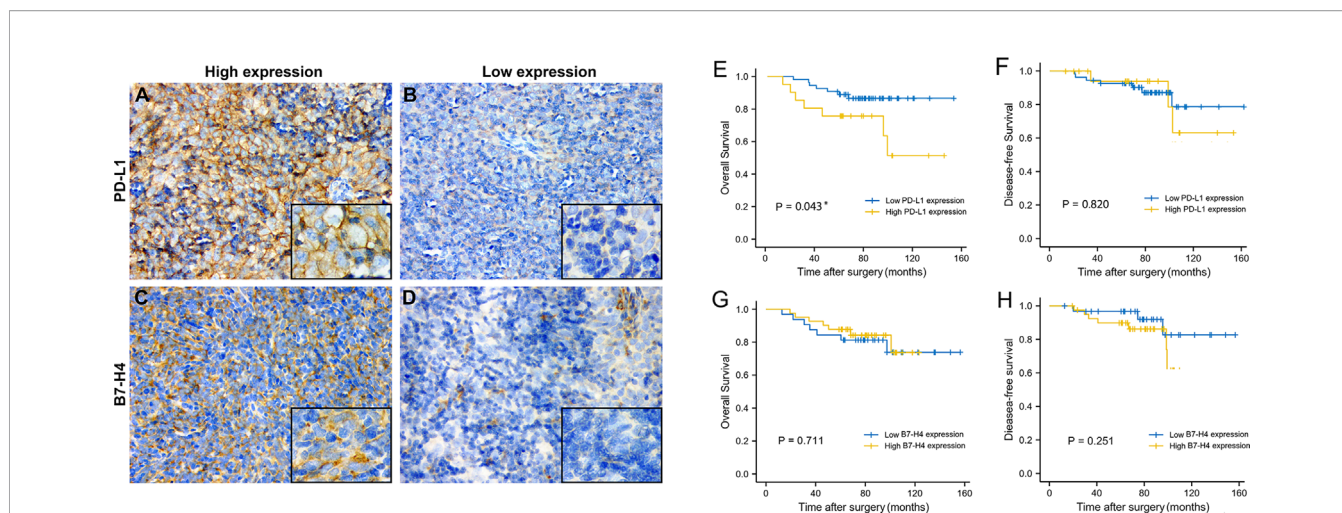 High expression
Low expression
PD-L1
B7-H4
A
B
C
D
E
Overall Survival
1.0
0.8
0.6
0.4
0.2
0.0
P = 0.043*
Low PD-L1 expression
High PD-L1 expression
0 40 80 120 160
Time after surgery (months)
F
Disease-free Survival
1.0
0.8
0.6
0.4
0.2
0.0
P = 0.820
Low PD-L1 expression
High PD-L1 expression
0 40 80 120 160
Time after surgery (months)
G
Overall Survival
1.0
0.8
0.6
0.4
0.2
0.0
P = 0.711
Low B7-H4 expression
High B7-H4 expression
0 40 80 120 160
Time after surgery (months)
H
Dieasea-free survival
1.0
0.8
0.6
0.4
0.2
0.0
P = 0.251
Low B7-H4 expression
High B7-H4 expression
0 40 80 120 160
Time after surgery (months)